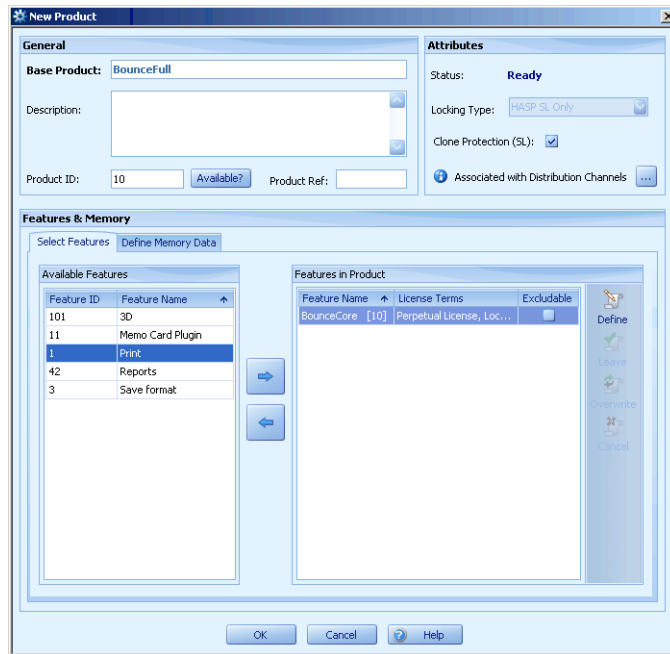 New Product
General
Base Product: BounceFull
Description:
Product ID: 10 Available? Product Ref:
Attributes
Status: Ready
Locking Type: HASP SL Only
Clone Protection (SL):
Associated with Distribution Channels ...
Features & Memory
Select Features Define Memory Data
Available Features
Feature ID Feature Name
101 3D
11 Memo Card Plugin
1 Print
42 Reports
3 Save format
Features in Product
Feature Name License Terms Excludable
BounceCore [10] Perpetual License, Loc...
Define
Leave
Overwrite
Cancel
OK Cancel Help